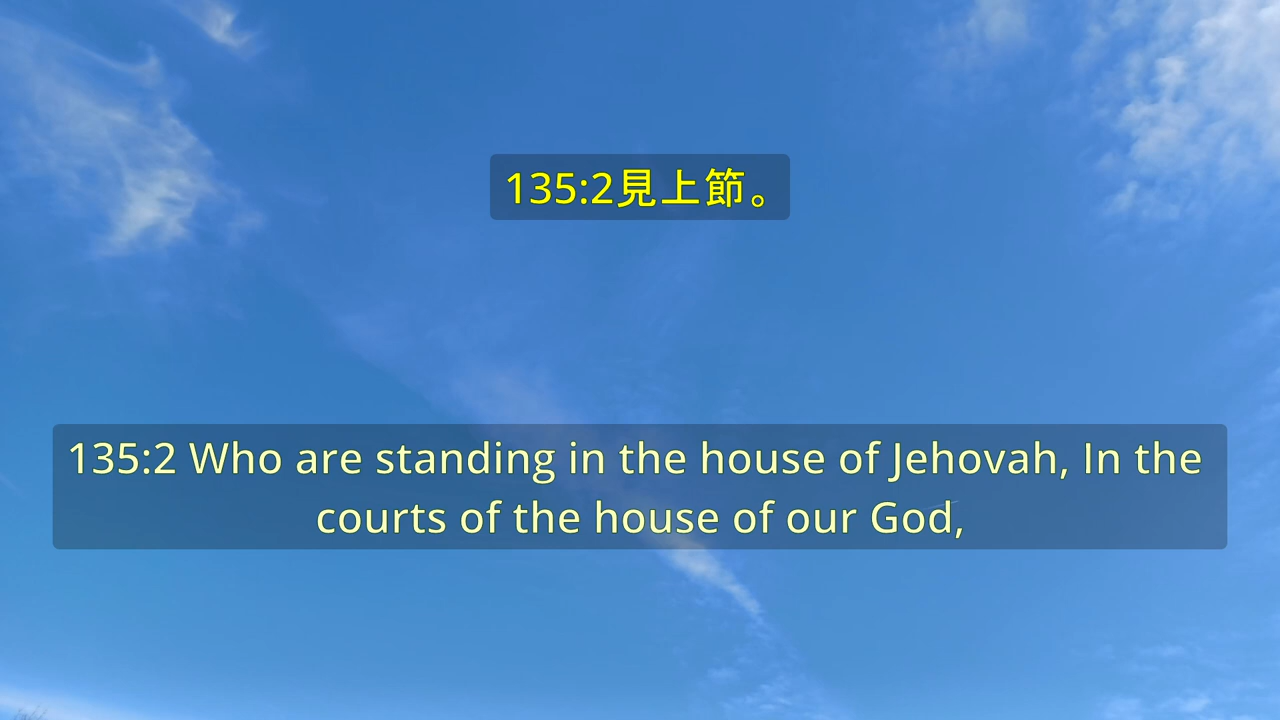 135:2見上節。
135:2 Who are standing in the house of Jehovah, In the
courts of the house of our God,